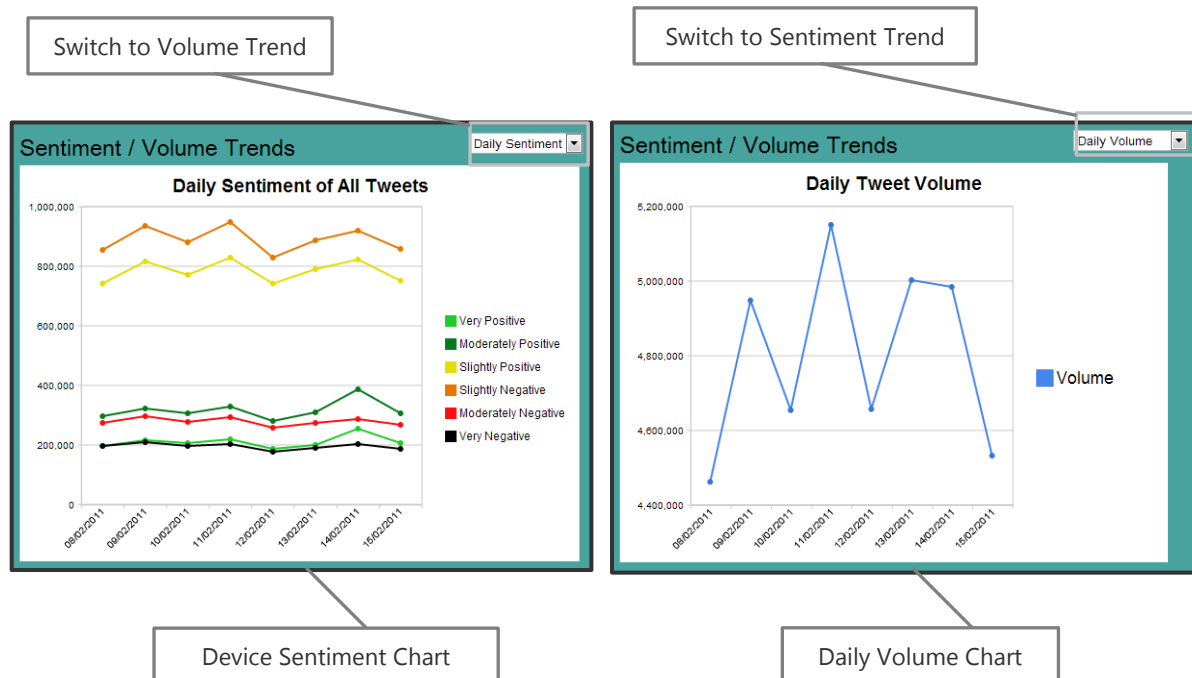 Switch to Volume Trend
Switch to Sentiment Trend
Sentiment / Volume Trends
Daily Sentiment
Daily Sentiment of All Tweets
1,000,000
800,000
600,000
400,000
200,000
0
08/02/2011
09/02/2011
10/02/2011
11/02/2011
12/02/2011
13/02/2011
14/02/2011
15/02/2011
Very Positive
Moderately Positive
Slightly Positive
Slightly Negative
Moderately Negative
Very Negative
Device Sentiment Chart
Sentiment / Volume Trends
Daily Volume
Daily Tweet Volume
5,200,000
5,000,000
4,800,000
4,600,000
4,400,000
08/02/2011
09/02/2011
10/02/2011
11/02/2011
12/02/2011
13/02/2011
14/02/2011
15/02/2011
Volume
Daily Volume Chart